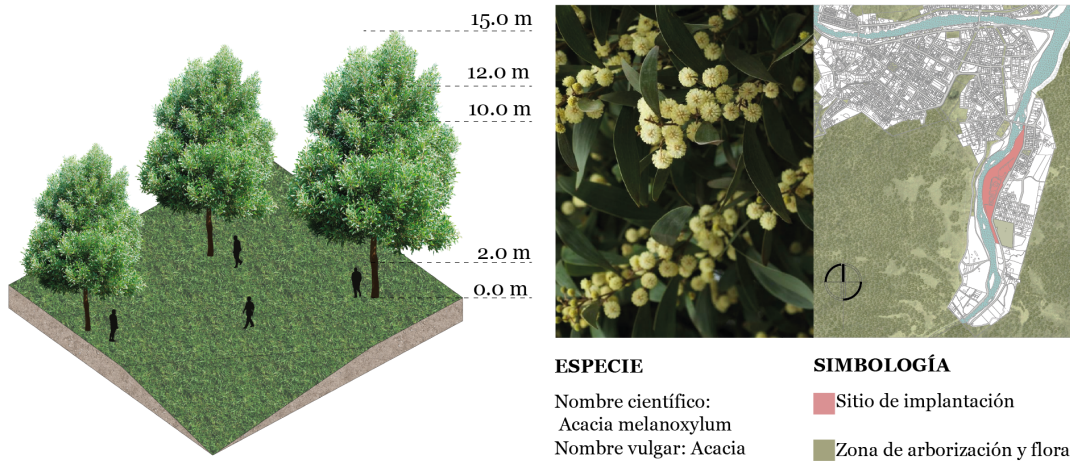 15.0 m
12.0 m
10.0 m
2.0 m
0.0 m
ESPECIE
Nombre científico:
Acacia melanoxylum
Nombre vulgar: Acacia
SIMBOLOGÍA
Sitio de implantación
Zona de arborización y flora